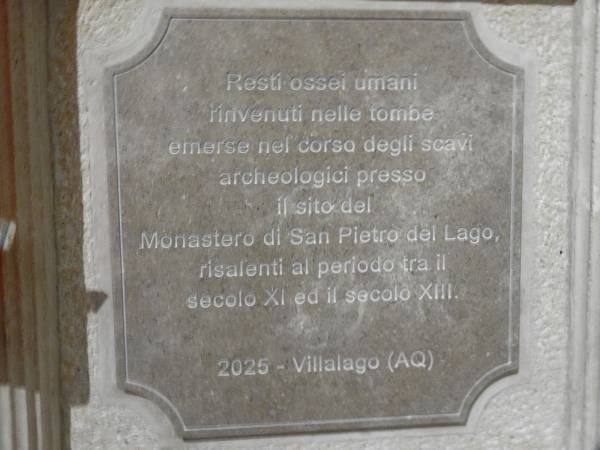 Resti ossei umani
rinvenuti nelle tombe
emerse nel corso degli scavi
archeologici presso
il sito del
Monastero di San Pietro del Lago,
risalenti al periodo tra il
secolo XI ed il secolo XIII.
2025 - Villalago (AQ)